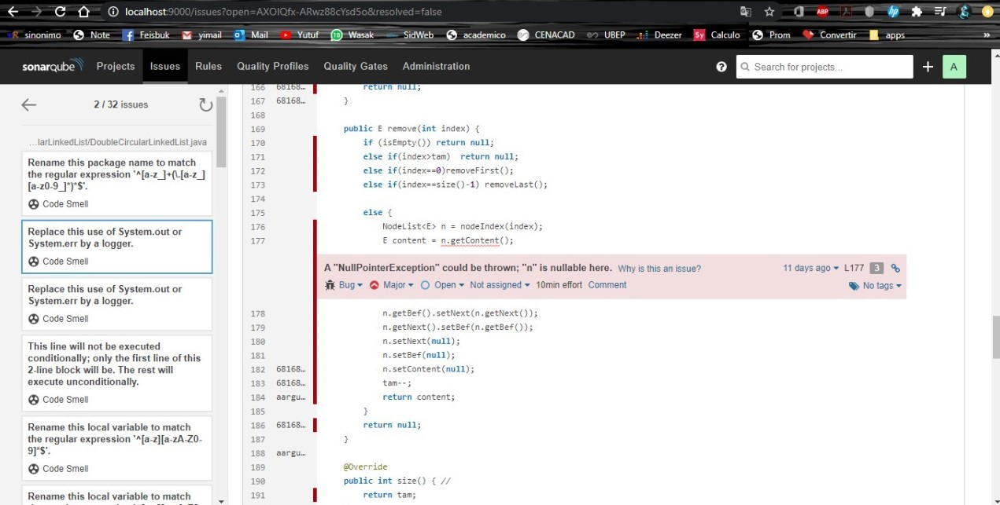 localhost:9000/issues?open=AXOIQfx-ARwz88cYsd5o&resolved=false
ABP
sinonimo Note Feisbuk yimail Mail Yutuf Wasak SidWeb academico CENACAD UBEP Deezer Sy Calculo Prom Convertir apps »
sonarqube Projects Issues Rules Quality Profiles Quality Gates Administration Search for projects... A
2 / 32 issues
...larLinkedList/DoubleCircularLinkedList.java
Rename this package name to match
the regular expression '^[a-z_]+(\.[a-z_]
[a-z0-9_]*)*$'.
Code Smell
Replace this use of System.out or
System.err by a logger.
Code Smell
Replace this use of System.out or
System.err by a logger.
Code Smell
This line will not be executed
conditionally; only the first line of this
2-line block will be. The rest will
execute unconditionally.
Code Smell
Rename this local variable to match
the regular expression '^[a-z][a-zA-Z0-
9]*$'.
Code Smell
Rename this local variable to match
166 68168... return null;
167 68168... }
168
169 public E remove(int index) {
170 if (isEmpty()) return null;
171 else if(index>tam) return null;
172 else if(index==0)removeFirst();
173 else if(index==size()-1) removeLast();
174
175 else {
176 NodeList<E> n = nodeIndex(index);
177 E content = n.getContent();
A "NullPointerException" could be thrown; "n" is nullable here. Why is this an issue? 11 days ago L177 3
Bug Major Open Not assigned 10min effort Comment No tags
178 n.getBef().setNext(n.getNext());
179 n.getNext().setBef(n.getBef());
180 n.setNext(null);
181 n.setBef(null);
182 68168... n.setContent(null);
183 68168... tam--;
184 aargu... return content;
185 }
186 68168... return null;
187 }
188 aargu...
189 @Override
190 public int size() { //
191 return tam;